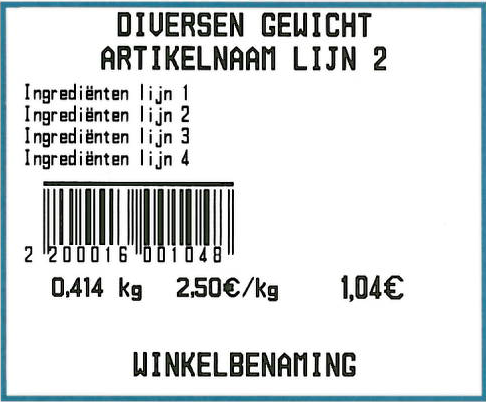 DIVERSEN GEWICHT
ARTIKELNAAM LIJN 2
Ingrediënten lijn 1
Ingrediënten lijn 2
Ingrediënten lijn 3
Ingrediënten lijn 4
2 200016 001048
0,414 kg 2,50€/kg 1,04€
WINKELBENAMING